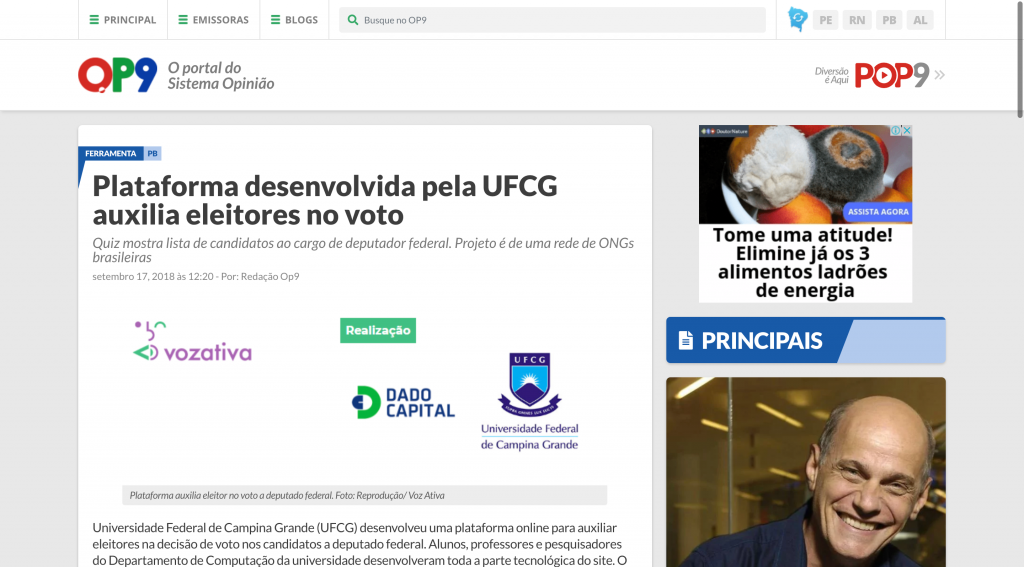 PRINCIPAL
EMISSORAS
BLOGS
Busque no OP9
PE
RN
PB
AL
OP9
O portal do
Sistema Opinião
Diversão
é Aqui
POP9
FERRAMENTA PB
Plataforma desenvolvida pela UFCG
auxilia eleitores no voto
Quiz mostra lista de candidatos ao cargo de deputador federal. Projeto é de uma rede de ONGs
brasileiras
setembro 17, 2018 às 12:20 - Por: Redação Op9
vozativa
Realização
DADO
CAPITAL
UFCG
Universidade Federal
de Campina Grande
Plataforma auxilia eleitor no voto a deputado federal. Foto: Reprodução/ Voz Ativa
Universidade Federal de Campina Grande (UFCG) desenvolveu uma plataforma online para auxiliar
eleitores na decisão de voto nos candidatos a deputado federal. Alunos, professores e pesquisadores
do Departamento de Computação da universidade desenvolveram toda a parte tecnológica do site. O
ASSISTA AGORA
Tome uma atitude!
Elimine já os 3
alimentos ladrões
de energia
PRINCIPAIS